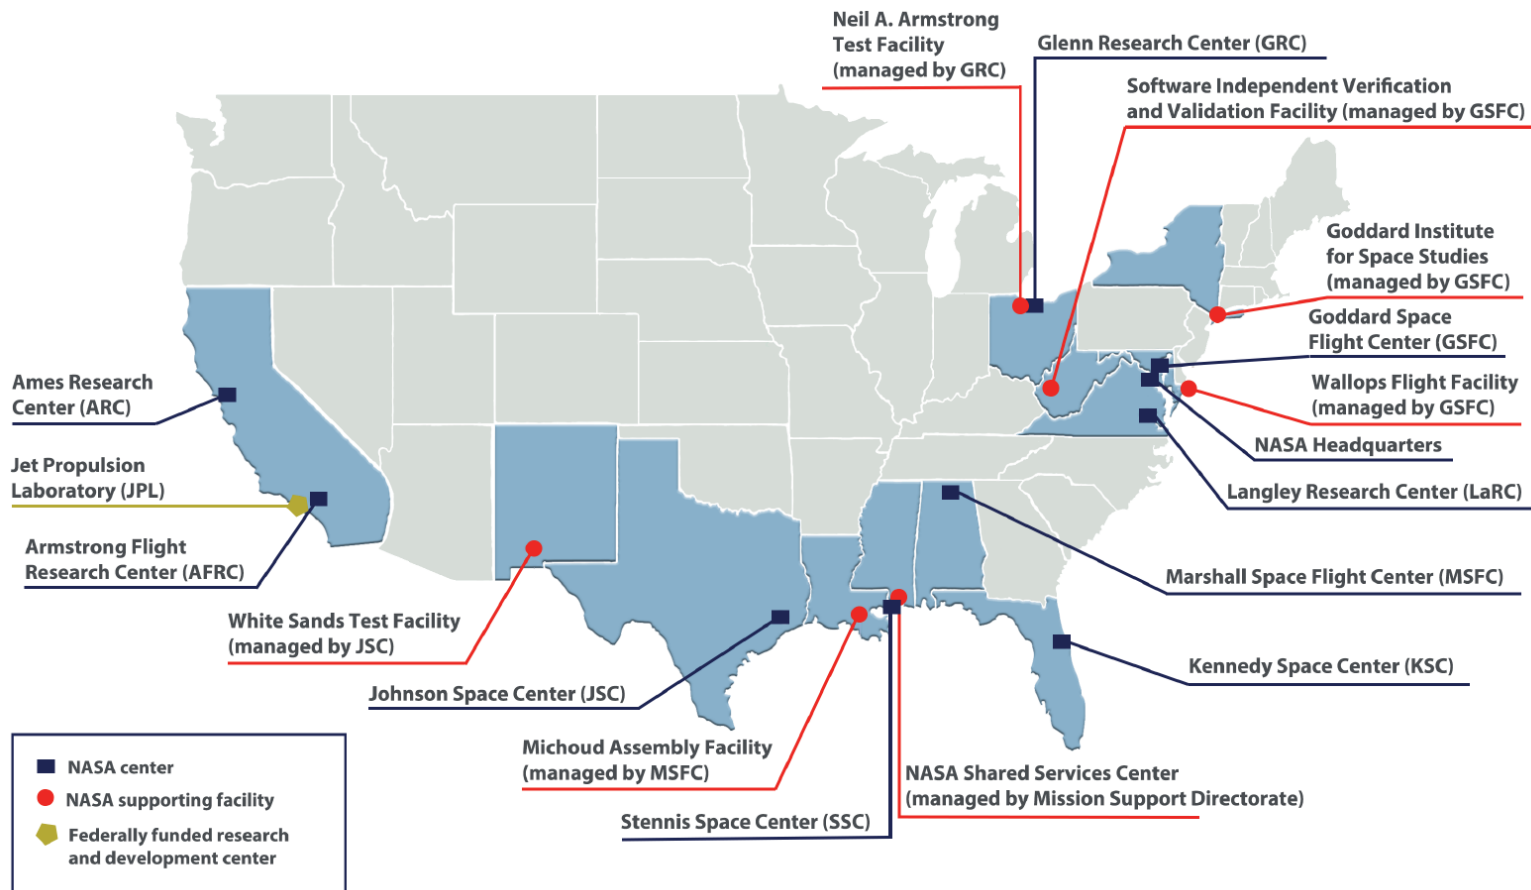 Neil A. Armstrong
Test Facility
(managed by GRC)
Glenn Research Center (GRC)
Software Independent Verification
and Validation Facility (managed by GSFC)
Goddard Institute
for Space Studies
(managed by GSFC)
Goddard Space
Flight Center (GSFC)
Wallops Flight Facility
(managed by GSFC)
NASA Headquarters
Langley Research Center (LaRC)
Marshall Space Flight Center (MSFC)
Kennedy Space Center (KSC)
Ames Research
Center (ARC)
Jet Propulsion
Laboratory (JPL)
Armstrong Flight
Research Center (AFRC)
White Sands Test Facility
(managed by JSC)
Johnson Space Center (JSC)
Michoud Assembly Facility
(managed by MSFC)
Stennis Space Center (SSC)
NASA Shared Services Center
(managed by Mission Support Directorate)
NASA center
NASA supporting facility
Federally funded research
and development center